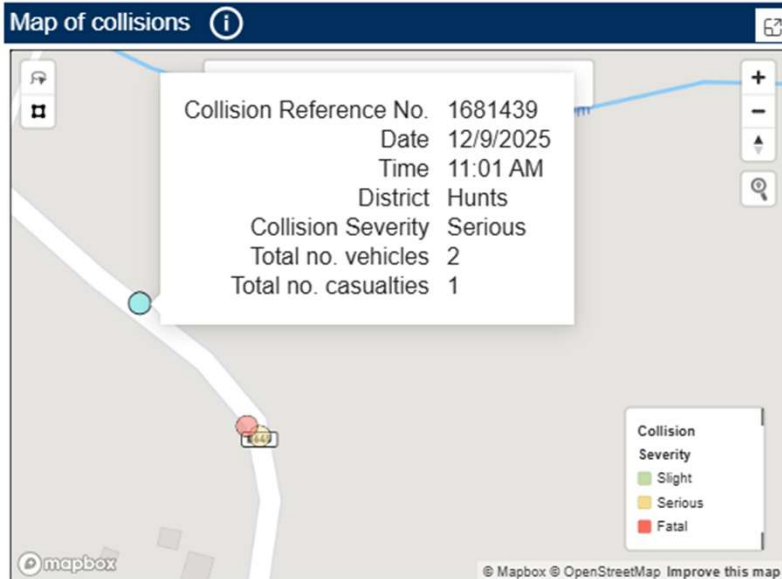 Map of collisions
Collision Reference No. 1681439
Date 12/9/2025
Time 11:01 AM
District Hunts
Collision Severity Serious
Total no. vehicles 2
Total no. casualties 1
Collision
Severity
Slight
Serious
Fatal
mapbox
© Mapbox © OpenStreetMap Improve this map